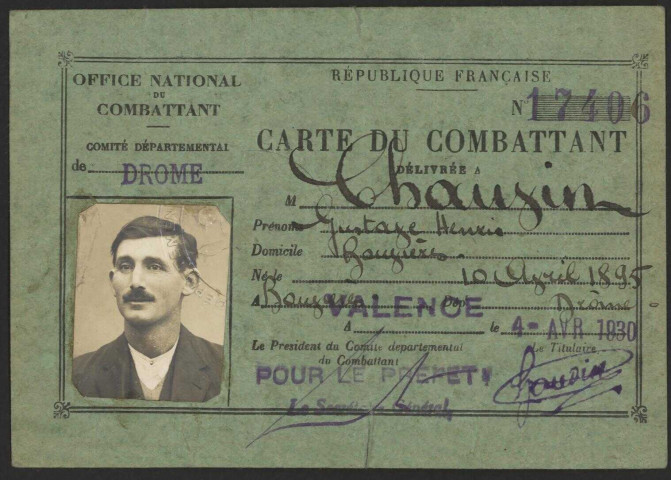 OFFICE NATIONAL
DU
COMBATTANT
COMITÉ DÉPARTEMENTAL
de DROME
RÉPUBLIQUE FRANÇAISE
N° 17406
CARTE DU COMBATTANT
DÉLIVRÉE A
M Chauzin
Prénoms Gustave Henri
Domicile
Né le 10 Avril 1895
A Dpt Drôme
A VALENCE le 4 - AVR 1930
Le Président du Comité départemental
du Combattant
Le Titulaire
POUR LE PREFET
Le Secrétaire Général